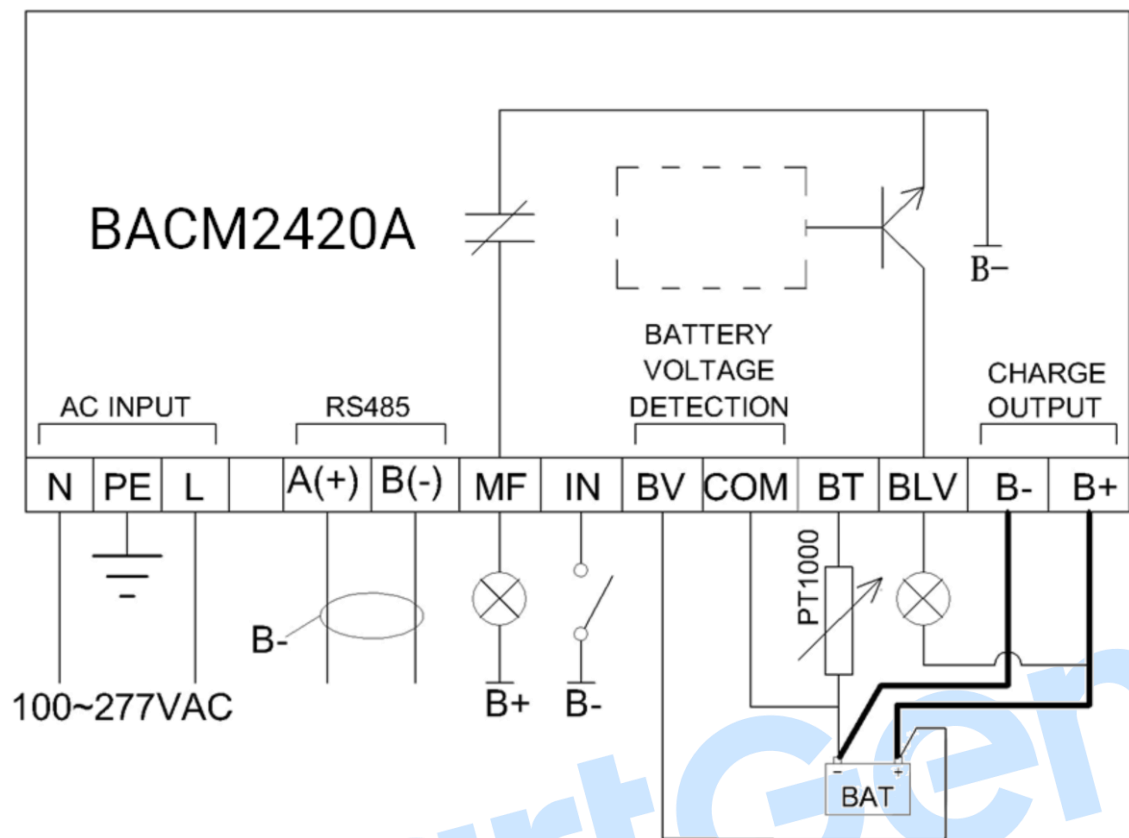 BACM2420A
B-
BATTERY
VOLTAGE
DETECTION
CHARGE
OUTPUT
AC INPUT
RS485
N PE L A(+) B(-) MF IN BV COM BT BLV B- B+
PT1000
B-
B+
B-
100~277VAC
- +
BAT